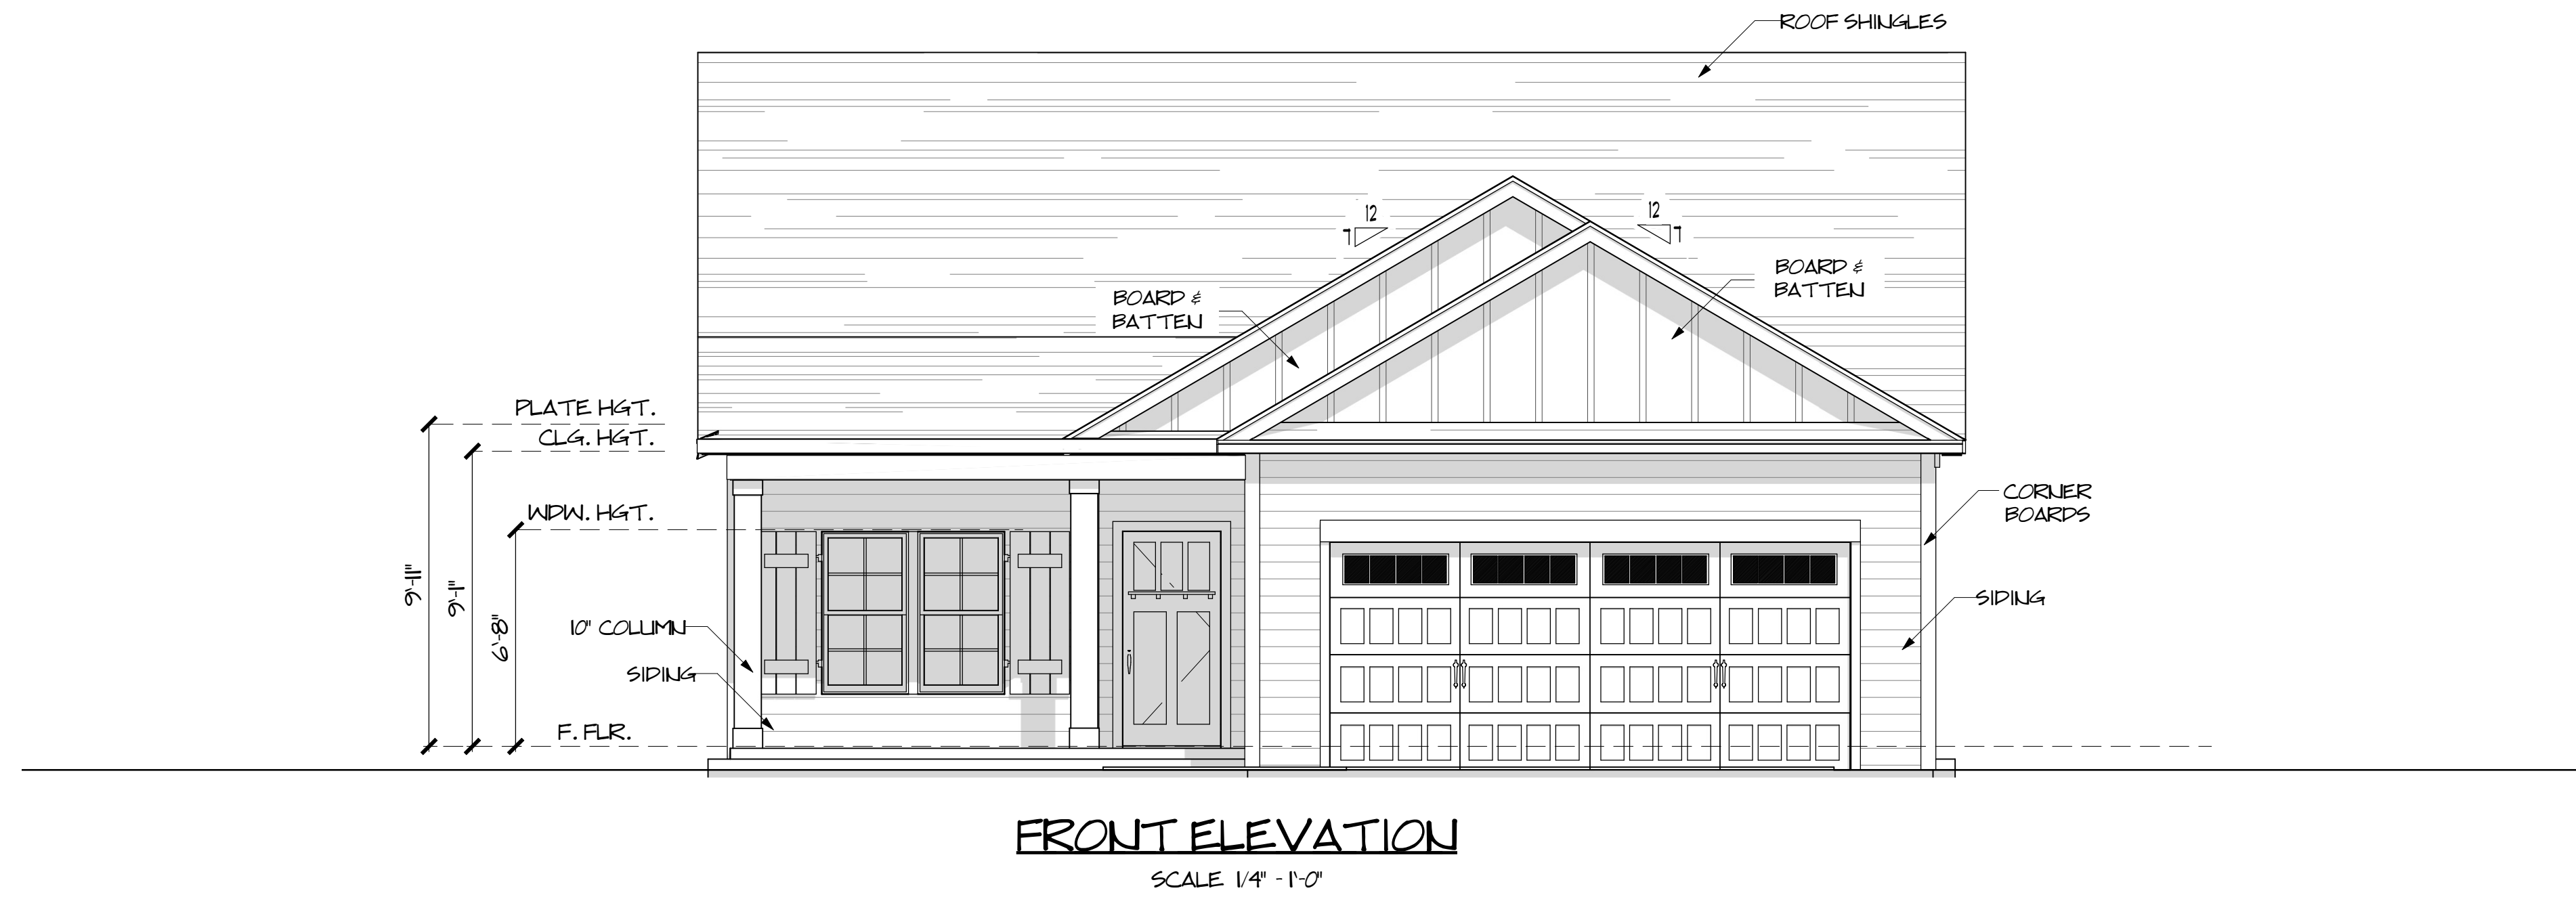 ROOF SHINGLES
12
7
12
7
BOARD &
BATTEN
BOARD &
BATTEN
PLATE HGT.
CLG. HGT.
WDW. HGT.
CORNER
BOARDS
9'-11"
9'-1"
6'-8"
10" COLUMN
SIDING
SIDING
F. FLR.
FRONT ELEVATION
SCALE 1/4" - 1'-0"